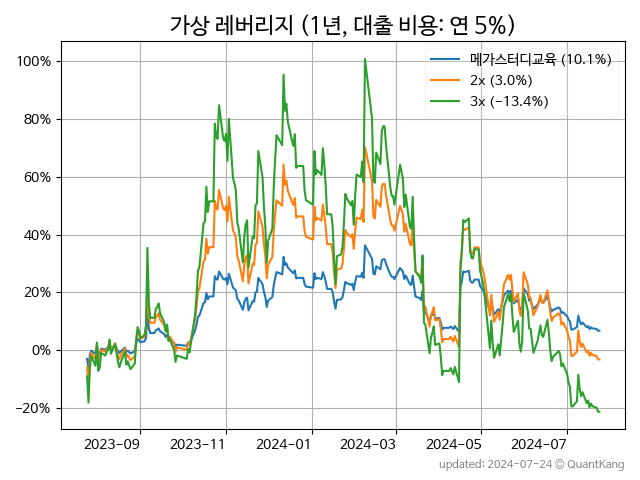 가상 레버리지 (1년, 대출 비용: 연 5%)
메가스터디교육 (10.1%)
2x (3.0%)
3x (−13.4%)
100%
80%
60%
40%
20%
0%
−20%
2023-09
2023-11
2024-01
2024-03
2024-05
2024-07
updated: 2024-07-24 © QuantKang